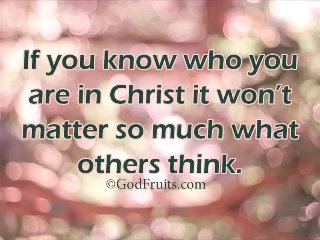 If you know who you
are in Christ it won't
matter so much what
others think.
©GodFruits.com